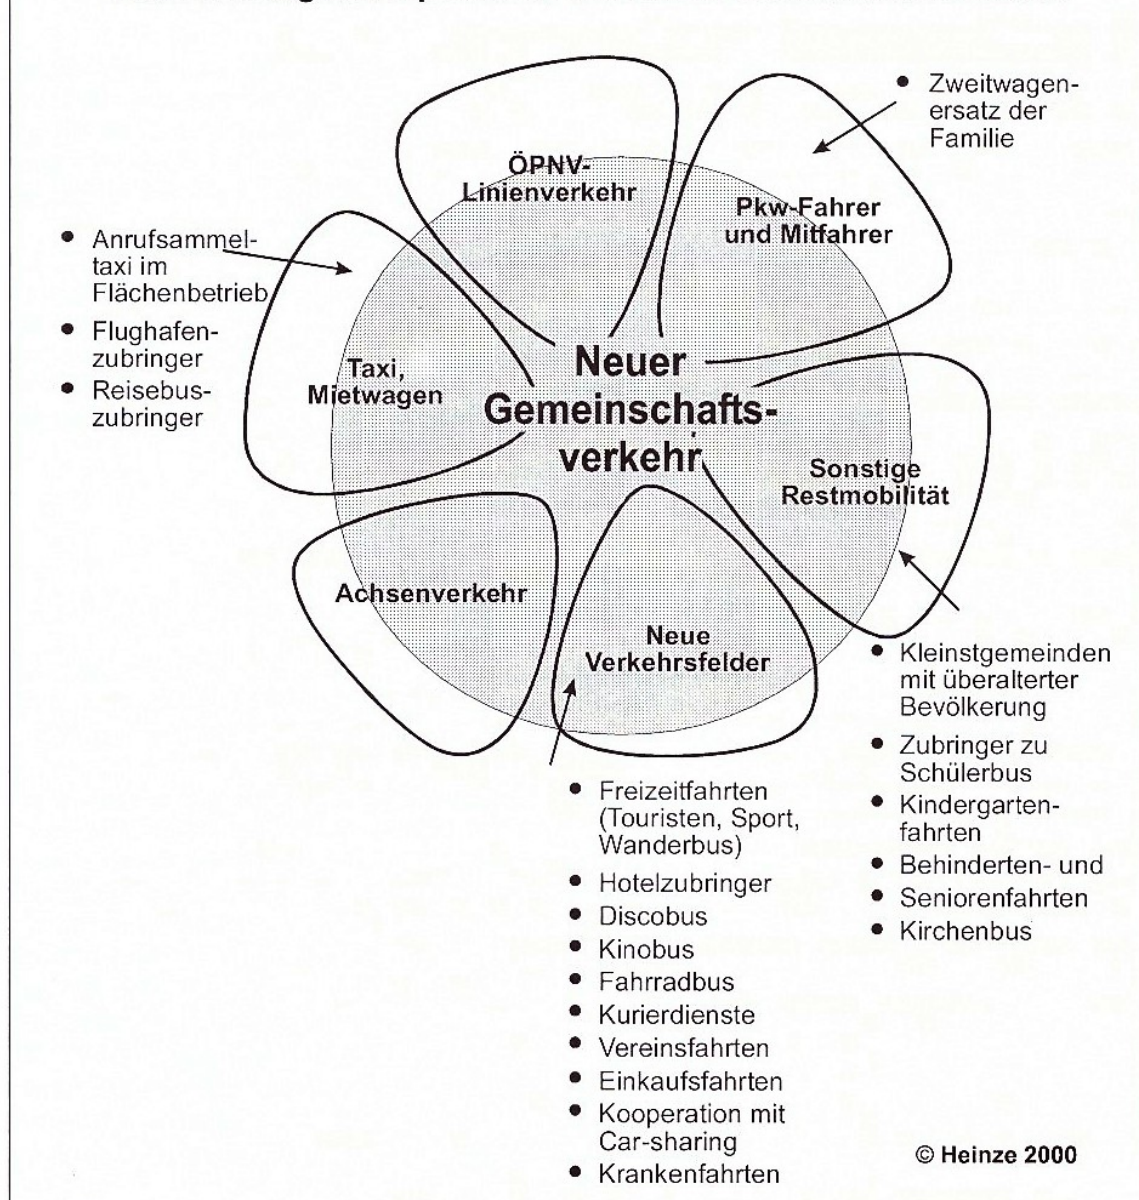 ÖPNV-
Linienverkehr
Pkw-Fahrer
und Mitfahrer
• Zweitwagen-
ersatz der
Familie
• Anrufsammel-
taxi im
Flächenbetrieb
• Flughafen-
zubringer
• Reisebus-
zubringer
Taxi,
Mietwagen
Neuer
Gemeinschafts-
verkehr
Sonstige
Restmobilität
Achsenverkehr
Neue
Verkehrsfelder
• Kleinstgemeinden
mit überalterter
Bevölkerung
• Zubringer zu
Schülerbus
• Kindergarten-
fahrten
• Behinderten- und
• Seniorenfahrten
• Kirchenbus
• Freizeitfahrten
(Touristen, Sport,
Wanderbus)
• Hotelzubringer
• Discobus
• Kinobus
• Fahrradbus
• Kurierdienste
• Vereinsfahrten
• Einkaufsfahrten
• Kooperation mit
Car-sharing
• Krankenfahrten
© Heinze 2000